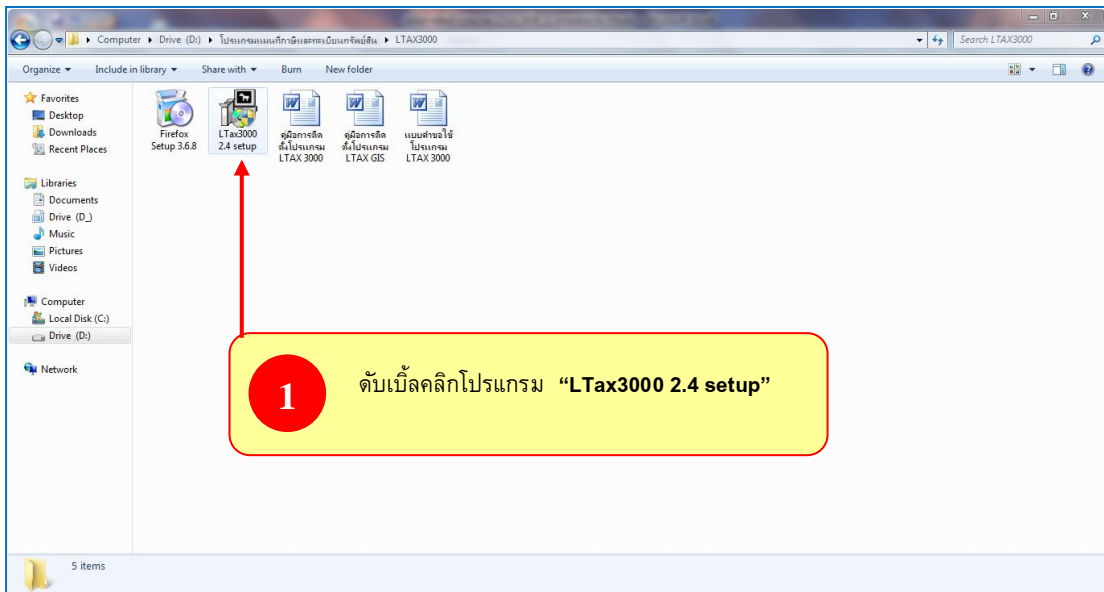 Computer ▸ Drive (D:) ▸ โปรแกรมแผนที่ภาษีและทะเบียนทรัพย์สิน ▸ LTAX3000
Search LTAX3000
Organize
Include in library
Share with
Burn
New folder
Favorites
Desktop
Downloads
Recent Places
Libraries
Documents
Drive (D_)
Music
Pictures
Videos
Computer
Local Disk (C:)
Drive (D:)
Network
Firefox
Setup 3.6.8
LTax3000
2.4 setup
คู่มือการติด
ตั้งโปรแกรม
LTAX 3000
คู่มือการติด
ตั้งโปรแกรม
LTAX GIS
แบบคำขอใช้
โปรแกรม
LTAX 3000
1
ดับเบิ้ลคลิกโปรแกรม “LTax3000 2.4 setup”
5 items